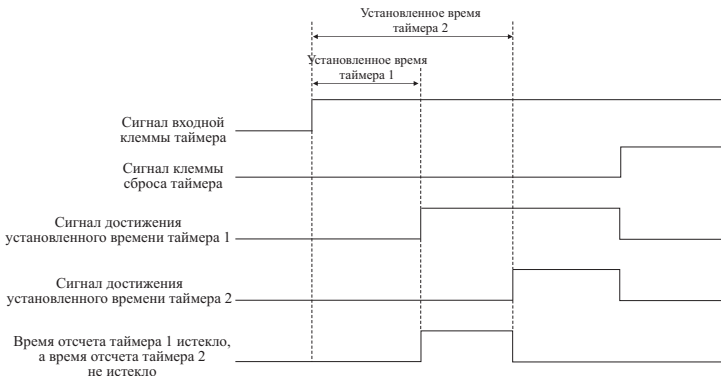 Установленное время
таймера 2
Установленное время
таймера 1
Сигнал входной
клеммы таймера
Сигнал клеммы
сброса таймера
Сигнал достижения
установленного времени таймера 1
Сигнал достижения
установленного времени таймера 2
Время отсчета таймера 1 истекло,
а время отсчета таймера 2
не истекло